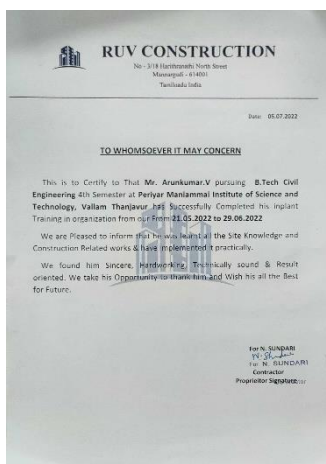 RUV CONSTRUCTION
No - 3/18 Harithranathi North Street
Mannargudi - 614001
Tamilnadu India
Date: 05.07.2022
TO WHOMSOEVER IT MAY CONCERN
This is to Certify to That Mr. Arunkumar.V pursuing B.Tech Civil
Engineering 4th Semester at Periyar Maniammai Institute of Science and
Technology, Vallam Thanjavur has Successfully Completed his inplant
Training in organization from our From 21.05.2022 to 29.06.2022
We are Pleased to inform that he was learnt all the Site Knowledge and
Construction Related works & have implemented it practically.
We found him Sincere, Hardworking, Technically sound & Result
oriented. We take his Opportunity to thank him and Wish his all the Best
for Future.
For N. SUNDARI
For N. SUNDARI
Contractor
Proprietor Signature